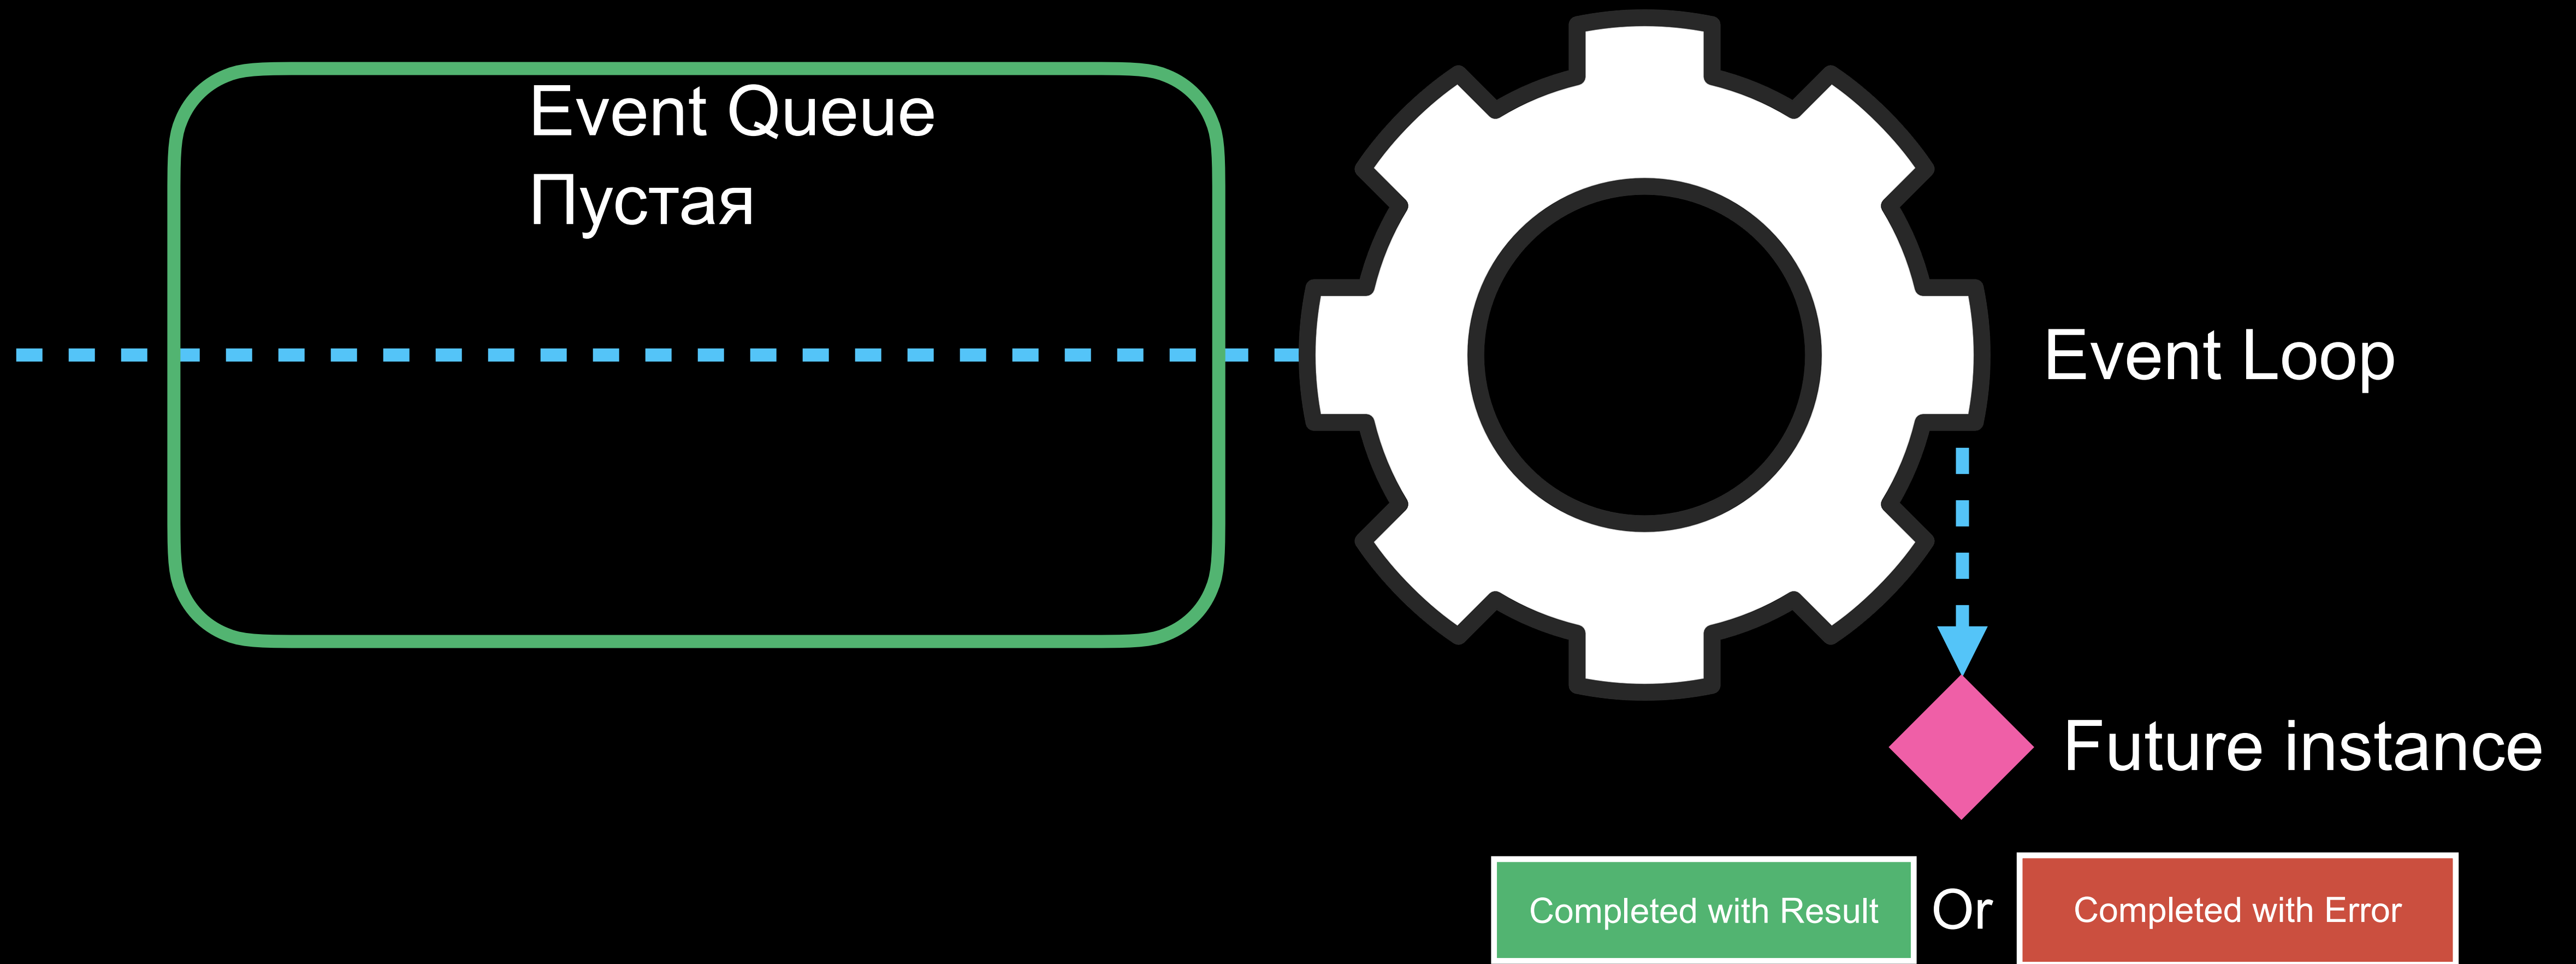 Event Queue
Пустая
Event Loop
Future instance
Completed with Result
Or
Completed with Error